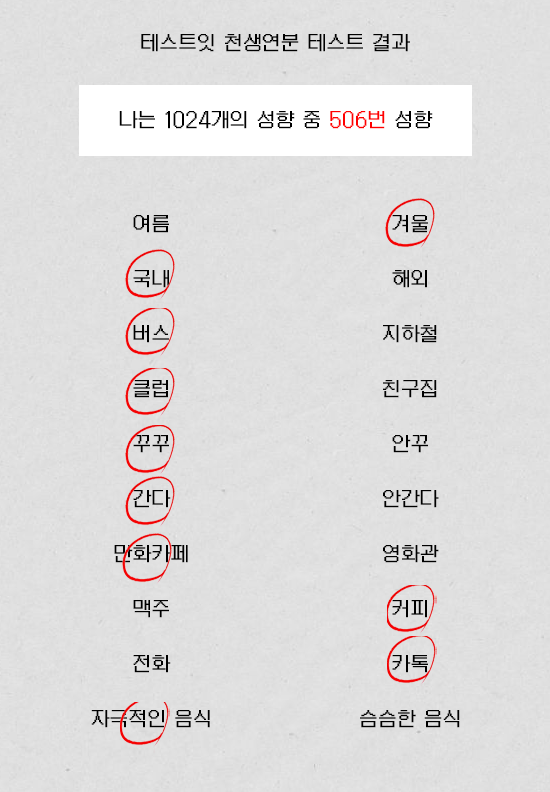 테스트잇 천생연분 테스트 결과
나는 1024개의 성향 중 506번 성향
여름 겨울
국내 해외
버스 지하철
클럽 친구집
꾸꾸 안꾸
간다 안간다
만화카페 영화관
맥주 커피
전화 카톡
자극적인 음식 슴슴한 음식